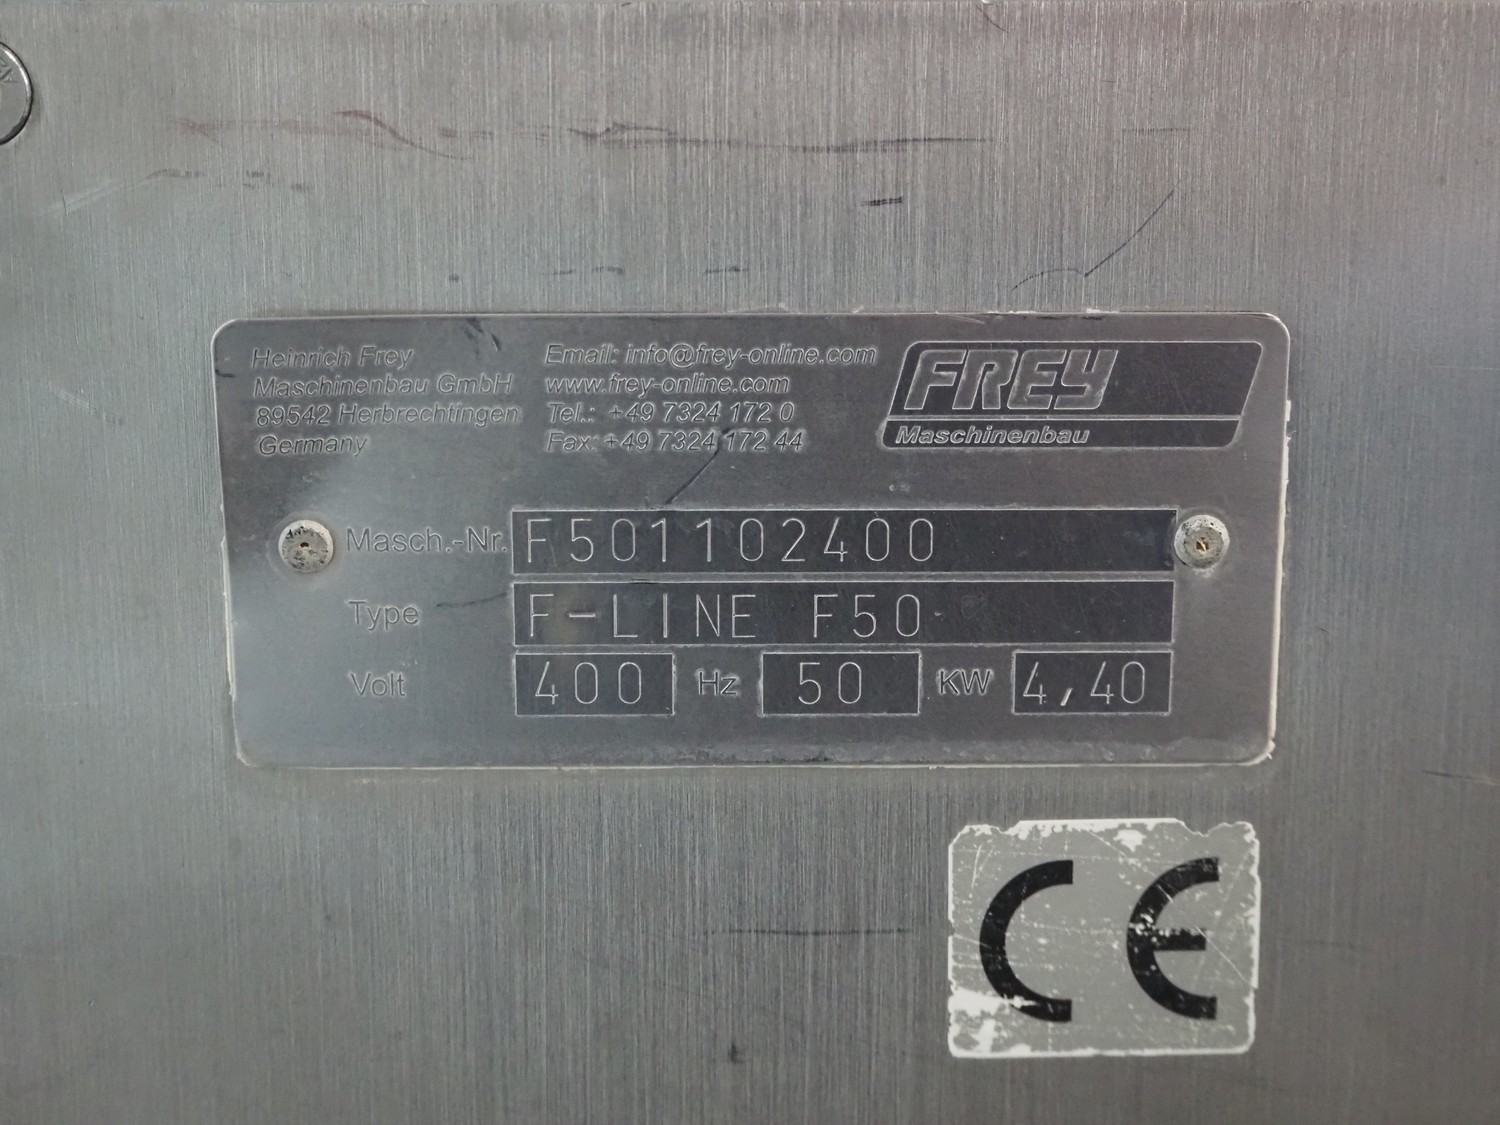 Heinrich Frey
Maschinenbau GmbH
89542 Herbrechtingen
Germany
Email: info@frey-online.com
www.frey-online.com
Tel.: +49 7324 172 0
Fax: +49 7324 172 44
FREY
Maschinenbau
Masch.-Nr. F501102400
Type F-LINE F50
Volt 400 Hz 50 KW 4,40
CE